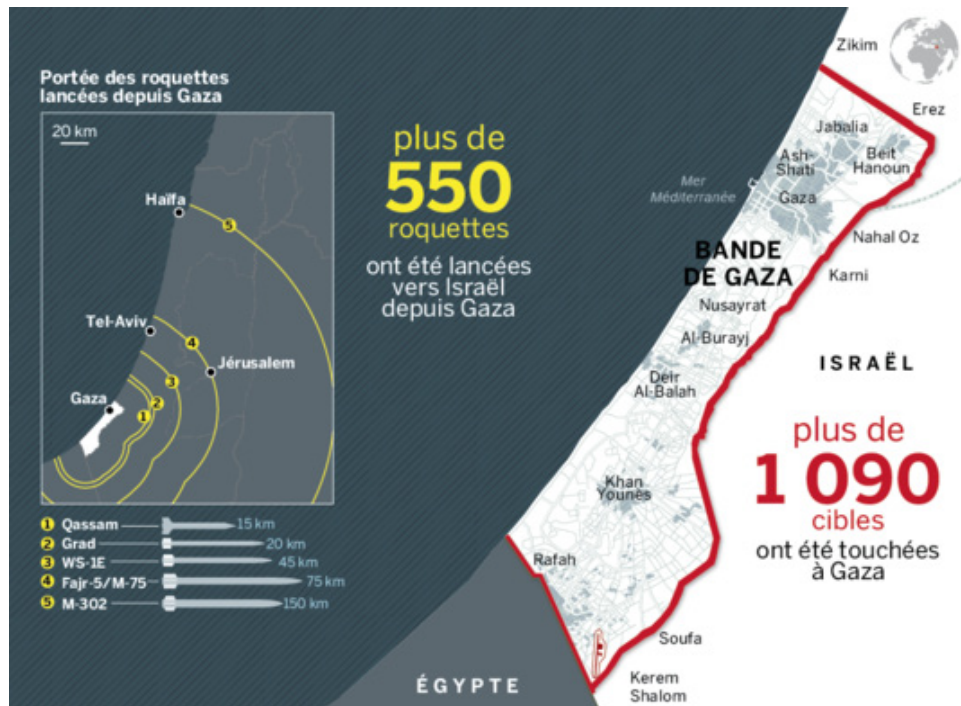 Portée des roquettes
lancées depuis Gaza
20 km
Haïfa
5
Tel-Aviv
4
Jérusalem
3
Gaza
2
1
1 Qassam 15 km
2 Grad 20 km
3 WS-1E 45 km
4 Fajr-5/M-75 75 km
5 M-302 150 km
plus de
550
roquettes
ont été lancées
vers Israël
depuis Gaza
Zikim
Erez
Jabalia
Ash-
Shati
Beit
Hanoun
Mer
Méditerranée
Gaza
Nahal Oz
BANDE
DE GAZA
Karni
Nusayrat
Al-Burayj
ISRAËL
Deir
Al-Balah
plus de
1 090
cibles
ont été touchées
à Gaza
Khan
Younès
Rafah
Soufa
Kerem
Shalom
ÉGYPTE